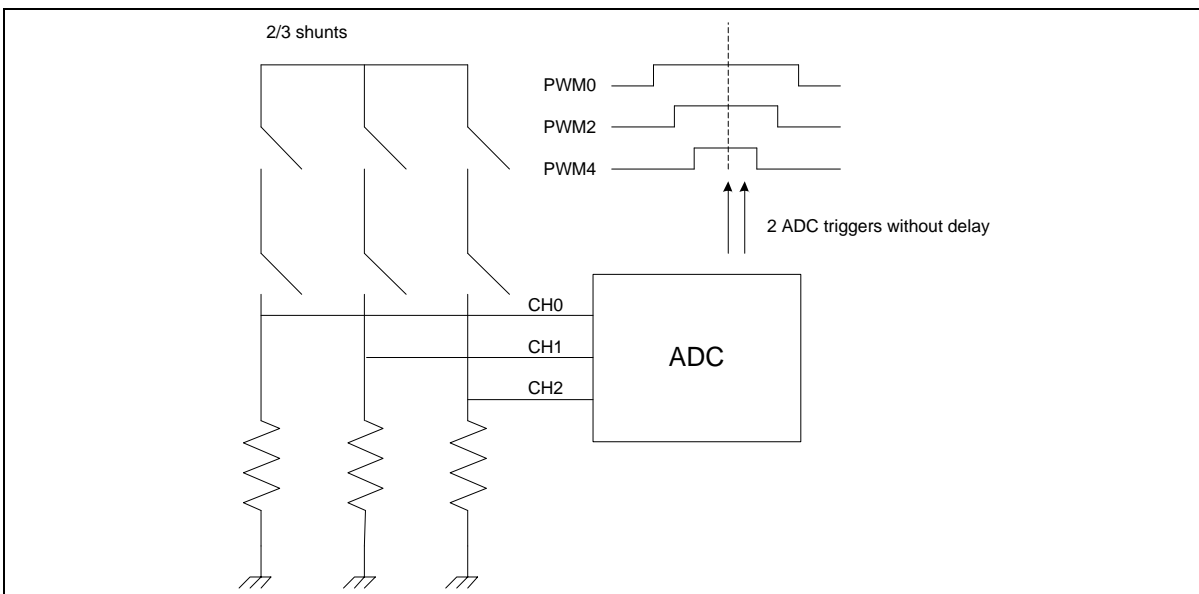 2/3 shunts
PWM0
PWM2
PWM4
2 ADC triggers without delay
CH0
CH1
CH2
ADC